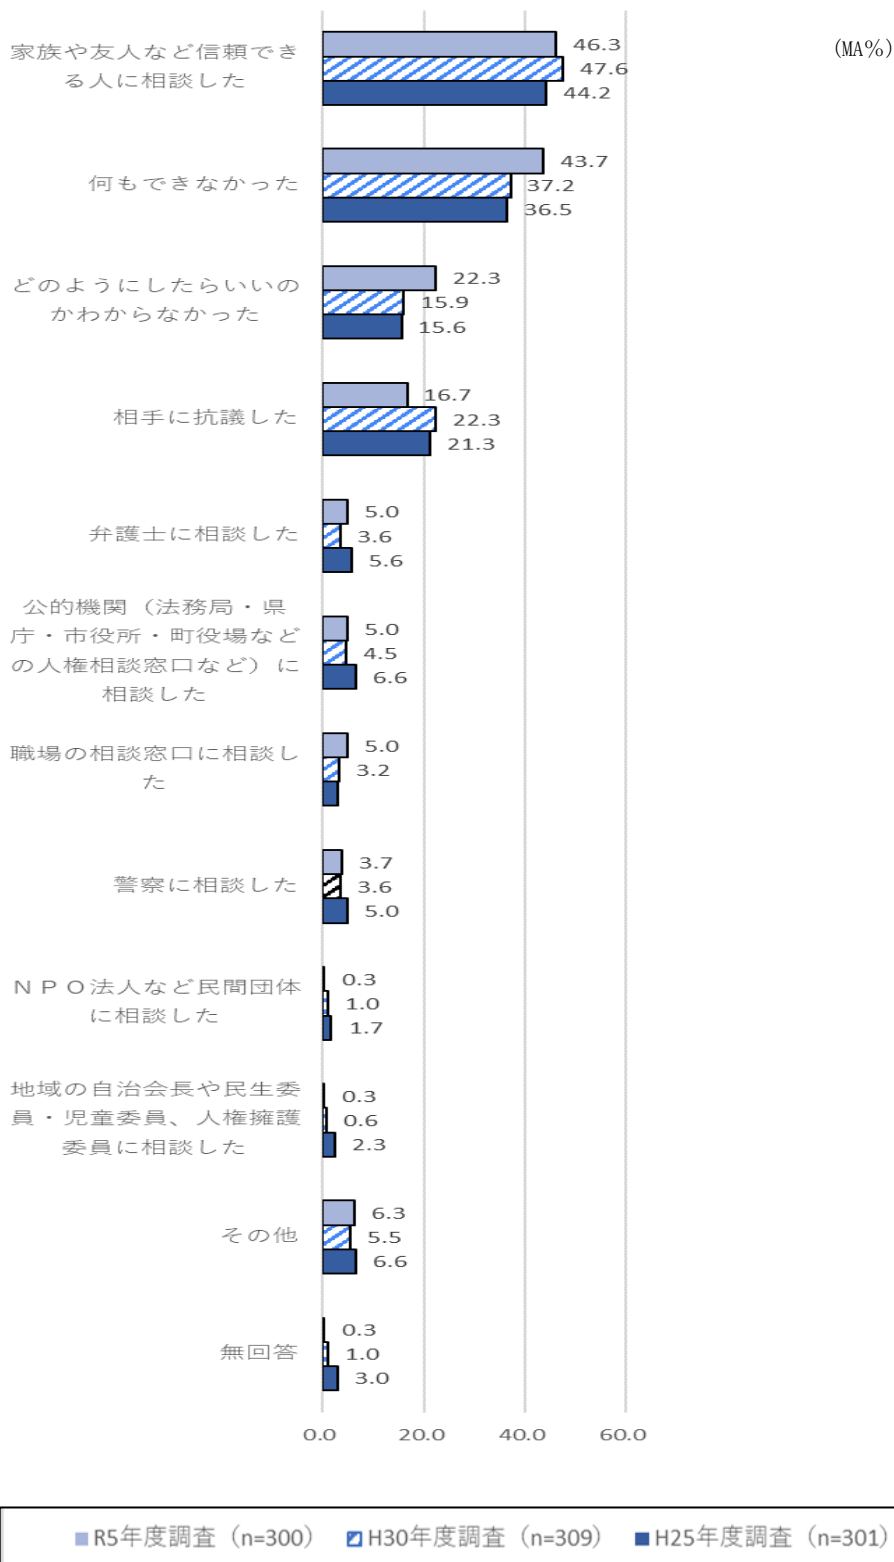 (MA%)
家族や友人など信頼でき
る人に相談した
46.3
47.6
44.2
何もできなかった
43.7
37.2
36.5
どのようにしたらいいの
かわからなかった
22.3
15.9
15.6
相手に抗議した
16.7
22.3
21.3
弁護士に相談した
5.0
3.6
5.6
公的機関（法務局・県
庁・市役所・町役場など
の人権相談窓口など）に
相談した
5.0
4.5
6.6
職場の相談窓口に相談し
た
5.0
3.2
警察に相談した
3.7
3.6
5.0
ＮＰＯ法人など民間団体
に相談した
0.3
1.0
1.7
地域の自治会長や民生委
員・児童委員、人権擁護
委員に相談した
0.3
0.6
2.3
その他
6.3
5.5
6.6
無回答
0.3
1.0
3.0
0.0 20.0 40.0 60.0
R5年度調査（n=300） H30年度調査（n=309） H25年度調査（n=301）